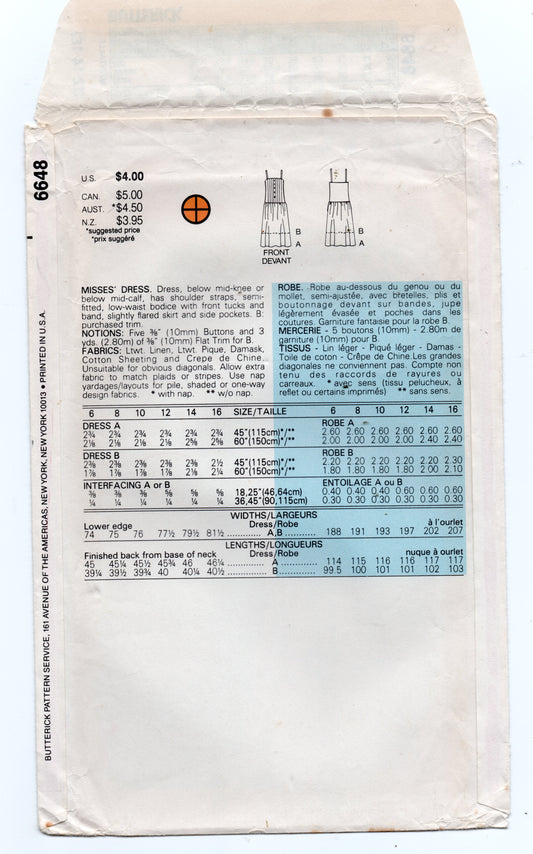 BUTTERICK
6648
U.S. $4.00
CAN. $5.00
AUST. *$4.50
N.Z. $3.95
*suggested price
*prix suggéré
B
A
B
A
FRONT
DEVANT
BUTTERICK PATTERN SERVICE, 161 AVENUE OF THE AMERICAS, NEW YORK, NEW YORK 10013 • PRINTED IN U.S.A.
MISSES' DRESS. Dress, below mid-knee or
below mid-calf, has shoulder straps, semi-
fitted, low-waist bodice with front tucks and
band, slightly flared skirt and side pockets. B:
purchased trim.
NOTIONS: Five ⅜" (10mm) Buttons and 3
yds. (2.80m) of ⅜" (10mm) Flat Trim for B.
FABRICS: Ltwt. Linen, Ltwt. Pique, Damask,
Cotton Sheeting and Crepe de Chine.
Unsuitable for obvious diagonals. Allow extra
fabric to match plaids or stripes. Use nap
yardages/layouts for pile, shaded or one-way
design fabrics. * with nap. ** w/o nap.
ROBE. Robe au-dessous du genou ou du
mollet, semi-ajustée, avec bretelles, plis et
boutonnage devant sur bandes, jupe
légèrement évasée et poches dans les
coutures. Garniture fantaisie pour la robe B.
MERCERIE - 5 boutons (10mm) - 2.80m de
garniture (10mm) pour B.
TISSUS - Lin léger - Piqué léger - Damas -
Toile de coton - Crêpe de Chine. Les grandes
diagonales ne conviennent pas. Compte non
tenu des raccords de rayures ou
carreaux. * avec sens (tissu pelucheux, à
reflet ou certains imprimés) ** sans sens.
6 8 10 12 14 16 SIZE/TAILLE 6 8 10 12 14 16
DRESS A ROBE A
2¾ 2¾ 2¾ 2¾ 2¾ 2¾ 45"(115cm)*/** 2.60 2.60 2.60 2.60 2.60 2.60
2⅛ 2⅛ 2⅛ 2⅛ 2⅝ 2⅝ 60"(150cm)*/** 2.00 2.00 2.00 2.00 2.40 2.40
DRESS B ROBE B
2⅜ 2⅜ 2⅜ 2⅜ 2⅜ 2½ 45"(115cm)*/** 2.20 2.20 2.20 2.20 2.20 2.30
1⅞ 1⅞ 1⅞ 1⅞ 2⅛ 2¼ 60"(150cm)*/** 1.80 1.80 1.80 1.80 2.00 2.10
INTERFACING A or B ENTOILAGE A ou B
⅜ ⅜ ⅜ ⅝ ⅝ ⅝ 18,25"(46,64cm) 0.40 0.40 0.40 0.60 0.60 0.60
¼ ¼ ¼ ¼ ¼ ¼ 36,45"(90,115cm) 0.30 0.30 0.30 0.30 0.30 0.30
WIDTHS/LARGEURS
Lower edge Dress/Robe à l'ourlet
74 75 76 77½ 79½ 81½ ............ A,B ............ 188 191 193 197 202 207
LENGTHS/LONGUEURS
Finished back from base of neck Dress/Robe nuque à ourlet
45 45¼ 45½ 45¾ 46 46¼ ............ A ............ 114 115 116 116 117 117
39¼ 39½ 39¾ 40 40¼ 40½ ............ B ............ 99.5 100 101 101 102 103